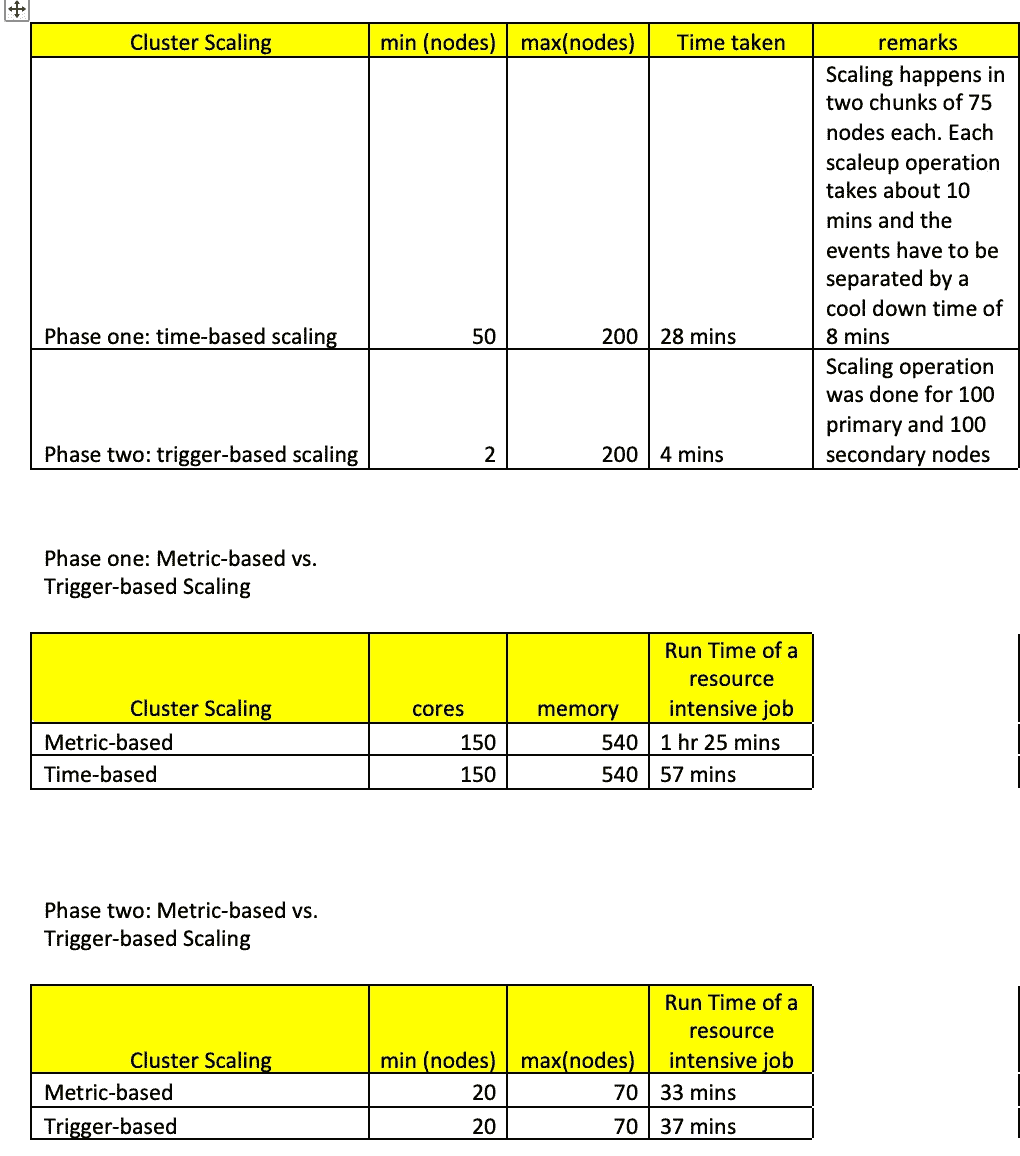 Cluster Scaling min (nodes) max(nodes) Time taken remarks
Scaling happens in
two chunks of 75
nodes each. Each
scaleup operation
takes about 10
mins and the
events have to be
separated by a
cool down time of
Phase one: time-based scaling 50 200 28 mins 8 mins
Scaling operation
was done for 100
primary and 100
Phase two: trigger-based scaling 2 200 4 mins secondary nodes
Phase one: Metric-based vs.
Trigger-based Scaling
Run Time of a
resource
Cluster Scaling cores memory intensive job
Metric-based 150 540 1 hr 25 mins
Time-based 150 540 57 mins
Phase two: Metric-based vs.
Trigger-based Scaling
Run Time of a
resource
Cluster Scaling min (nodes) max(nodes) intensive job
Metric-based 20 70 33 mins
Trigger-based 20 70 37 mins